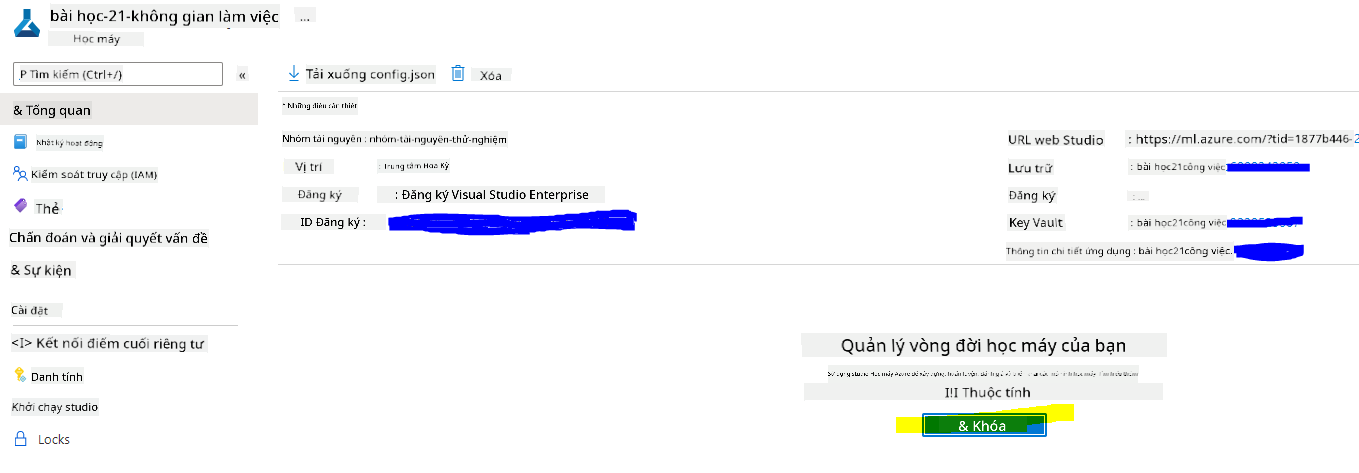 bài học-21-không gian làm việc ...
Học máy
P Tìm kiếm (Ctrl+/) «
Tải xuống config.json Xóa
& Tổng quan
* Những điều cần thiết
Nhật ký hoạt động
Nhóm tài nguyên : nhóm-tài-nguyên-thử-nghiệm
URL web Studio : https://ml.azure.com/?tid=1877b446-2
Vị trí : Trung tâm Hoa Kỳ
Lưu trữ : bài học21công việc
Kiểm soát truy cập (IAM)
Đăng ký : Đăng ký Visual Studio Enterprise
Đăng ký : ...
Thẻ
ID Đăng ký :
Key Vault : bài học21công việc
Chẩn đoán và giải quyết vấn đề
Thông tin chi tiết ứng dụng : bài học21công việc.
& Sự kiện
Cài đặt
<I> Kết nối điểm cuối riêng tư
Quản lý vòng đời học máy của bạn
Danh tính
I!I Thuộc tính
Khởi chạy studio
& Khóa
Locks